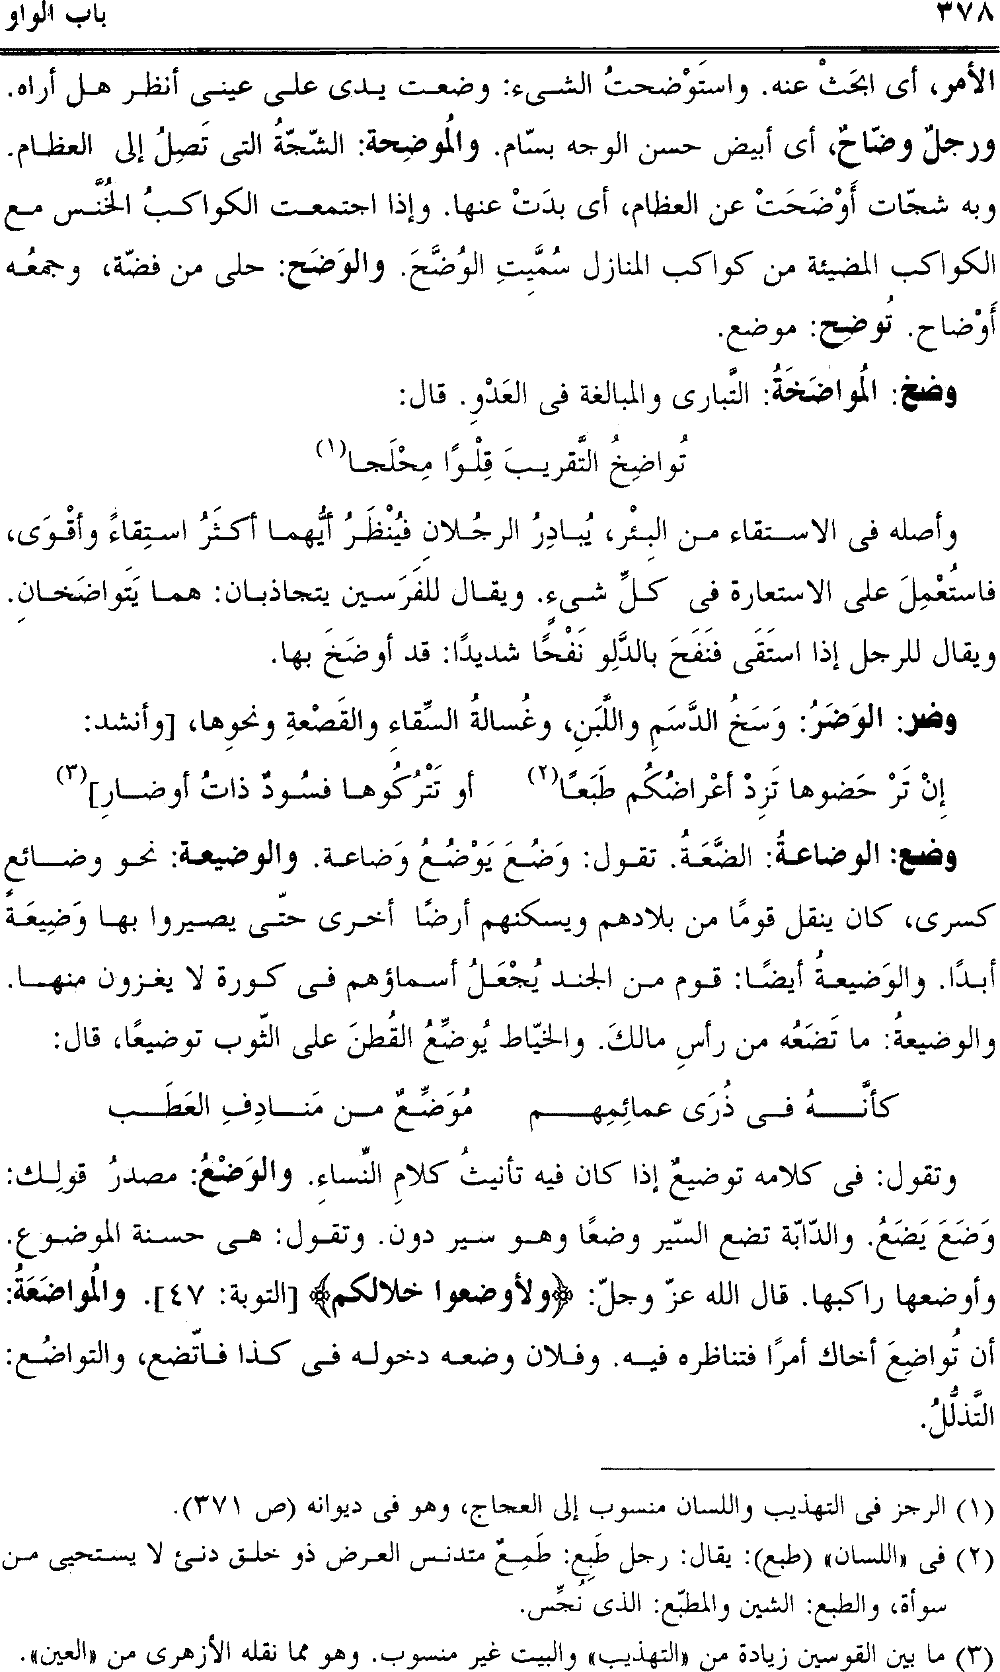 ٣٧٨ باب الواو
الأمر، أى ابحَثْ عنه. واستَوْضحتُ الشىء: وضعت يدى على عينى أنظر هل أراه.
ورجلٌ وضّاحٌ، أى أبيض حسن الوجه بسّام. والمُوضحة: الشّجّةُ التى تَصِلُ إلى العظام.
وبه شجّات أَوْضَحَتْ عن العظام، أى بدَتْ عنها. وإذا اجتمعت الكواكبُ الخُنَّس مع
الكواكب المضيئة من كواكب المنازل سُمَّيَتِ الوُضَّحَ. والوَضَح: حلى من فضّة، وجمعُه
أَوْضاح. تُوضِح: موضع.
وضخ: المُواضَخَةُ: التَّبارى والمبالغة فى العَدْوِ. قال:
تُواضِخُ التَّقريبَ قِلْوًا مِحْلَجا(١)
وأصله فى الاستقاء من البِئْر، يُبادِرُ الرجُلانِ فيُنْظَرُ أيُّهما أكثَرُ استِقاءً وأقْوَى،
فاستُعْمِلَ على الاستعارة فى كلِّ شىءٍ. ويقال للفَرَسين يتجاذبان: هما يَتَواضَخانِ.
ويقال للرجل إذا استَقَى فنَفَحَ بالدَّلِو نَفْحًا شديدًا: قد أوضَخَ بها.
وضر: الوَضَرُ: وَسَخُ الدَّسَمِ واللَّبَنِ، وغُسالةُ السِّقاءِ والقَصْعةِ ونحوِها، [وأنشد:
إنْ تَرْ حَضوها تَزِدْ أعْراضُكُم طَبَعًا(٢) أو تَتْرُكُوها فسُودٌ ذاتُ أوضارِ](٣)
وضع: الوضاعةُ: الضَّعَةُ. تقول: وَضُعَ يَوْضُعُ وَضاعة. والوضيعة: نحو وضائع
كسرى، كان ينقل قومًا من بلادهم ويسكنهم أرضًا أخرى حتّى يصيروا بها وَضِيعَةً
أبدًا. والوَضيعةُ أيضًا: قوم من الجند يُجْعَلُ أسماؤهم فى كورة لا يغزون منها.
والوضيعةُ: ما تَضَعُه من رأسِ مالكَ. والخيّاط يُوضِّعُ القُطنَ على الثّوب توضيعًا، قال:
كأنَّهُ فى ذُرَى عمائِمِهم مُوَضِّعٌ من مَنادِفِ العَطَب
وتقول: فى كلامه توضيعٌ إذا كان فيه تأنيثُ كلامِ النِّساءِ. والوَضْعُ: مصدرُ قولِك:
وَضَعَ يَضَعُ. والدّابّة تضع السّير وضعًا وهو سير دون. وتقول: هى حسنة الموضوع.
وأوضعها راكبها. قال الله عزّ وجلّ: ﴿ولأوضعوا خلالكم﴾ [التوبة: ٤٧]. والمُواضَعَةُ:
أن تُواضِعَ أخاك أمرًا فتناظره فيه. وفلان وضعه دخوله فى كذا فاتّضع، والتواضُع:
التَّذلُّلُ.
(١) الرجز فى التهذيب واللسان منسوب إلى العجاج، وهو فى ديوانه (ص ٣٧١).
(٢) فى «اللسان» (طبع): يقال: رجل طَبِع: طَمِعٌ متدنس العرض ذو خلق دنئ لا يستحيى من
سوأة، والطبع: الشين والمطبّع: الذى نُجِّس.
(٣) ما بين القوسين زيادة من «التهذيب» والبيت غير منسوب. وهو مما نقله الأزهرى من «العين».